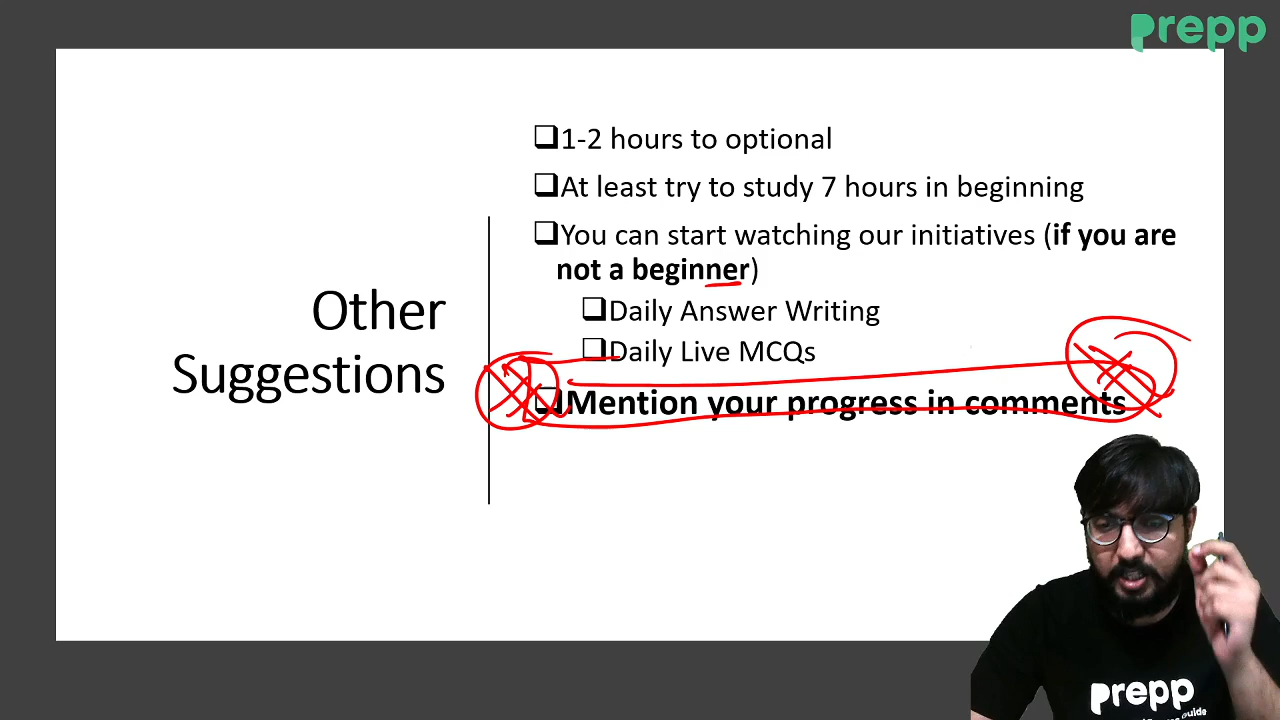 prepp
1-2 hours to optional
At least try to study 7 hours in beginning
You can start watching our initiatives (if you are
not a beginner)
Daily Answer Writing
Daily Live MCQs
Mention your progress in comments
Other
Suggestions
prepp
guide